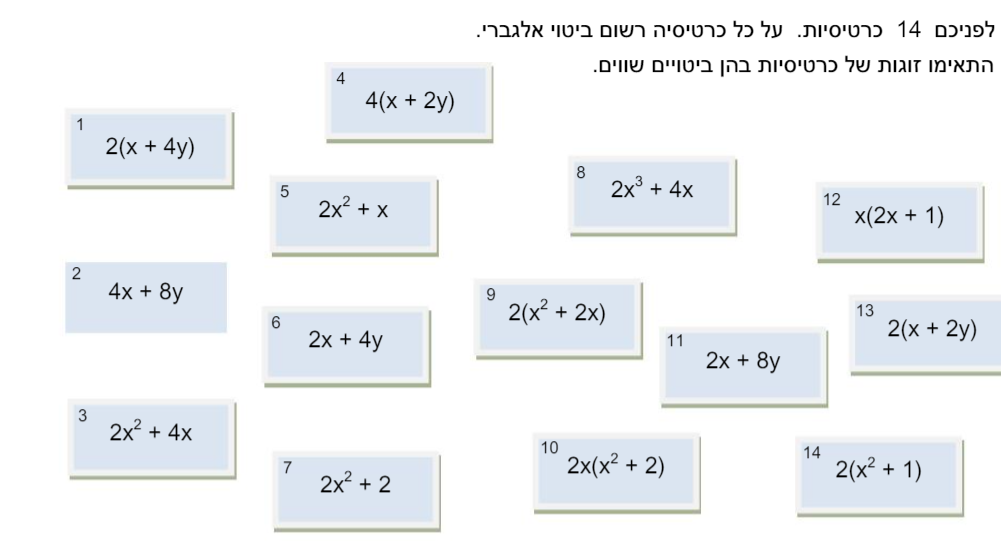 לפניכם 14 כרטיסיות. על כל כרטיסיה רשום ביטוי אלגברי.
התאימו זוגות של כרטיסיות בהן ביטויים שווים.
1
2(x + 4y)
2
4x + 8y
3
2x² + 4x
4
4(x + 2y)
5
2x² + x
6
2x + 4y
7
2x² + 2
8
2x³ + 4x
9
2(x² + 2x)
10
2x(x² + 2)
11
2x + 8y
12
x(2x + 1)
13
2(x + 2y)
14
2(x² + 1)